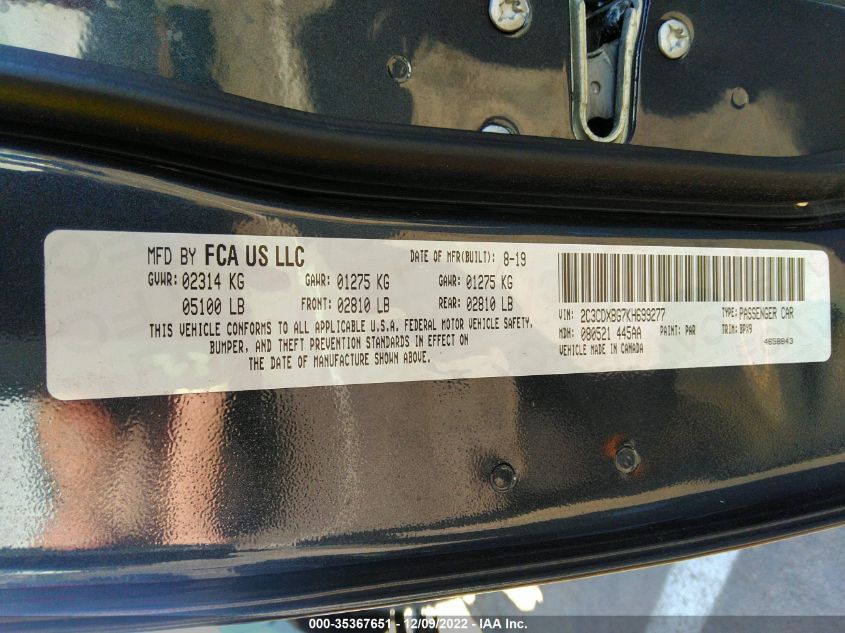 MFD BY FCA US LLC DATE OF MFR(BUILT): 8-19
GVWR: 02314 KG GAWR: 01275 KG GAWR: 01275 KG
05100 LB FRONT: 02810 LB REAR: 02810 LB
THIS VEHICLE CONFORMS TO ALL APPLICABLE U.S.A. FEDERAL MOTOR VEHICLE SAFETY,
BUMPER, AND THEFT PREVENTION STANDARDS IN EFFECT ON
THE DATE OF MANUFACTURE SHOWN ABOVE.
VIN: 2C3CDXBG7KH699277 TYPE: PASSENGER CAR
MDH: 080521 445AA PAINT: PAR TRIM: BPX9
VEHICLE MADE IN CANADA 4658843
000-35367651 - 12/09/2022 - IAA Inc.